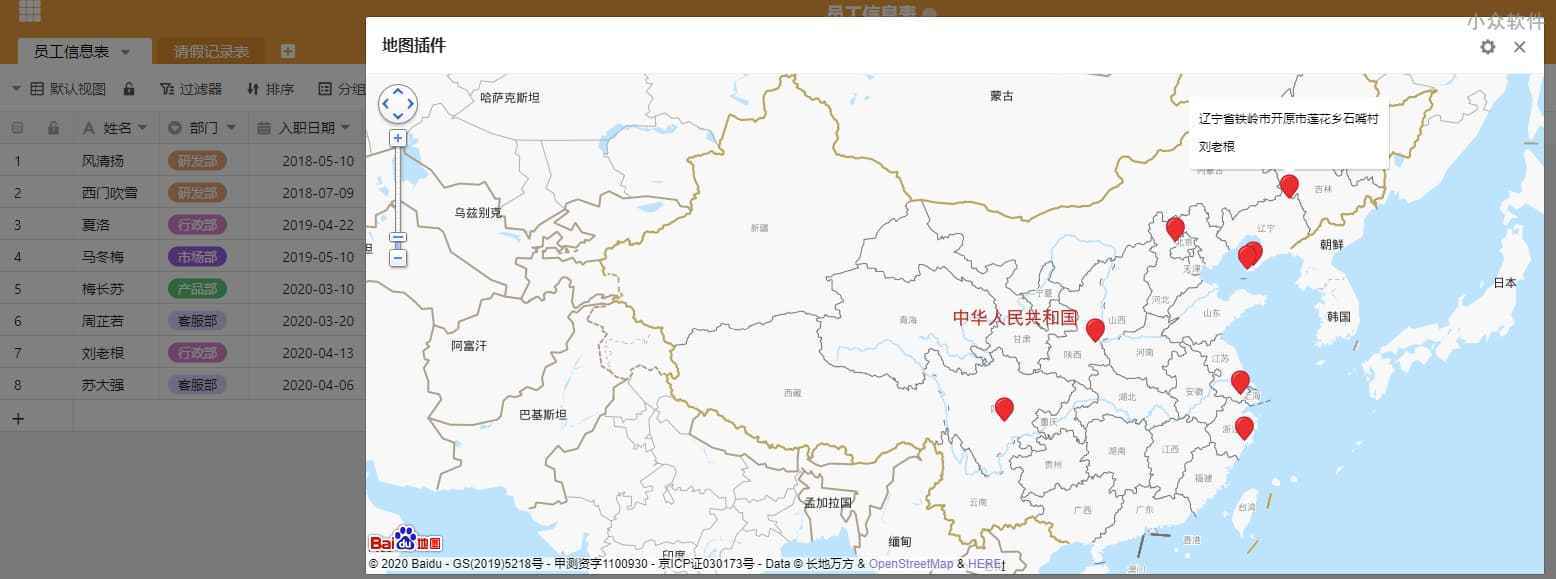 员工信息表
小众软件
员工信息表 请假记录表
默认视图 过滤器 排序 分组
姓名 部门 入职日期
1 风清扬 研发部 2018-05-10
2 西门吹雪 研发部 2018-07-09
3 夏洛 行政部 2019-04-22
4 马冬梅 市场部 2019-05-10
5 梅长苏 产品部 2020-03-10
6 周芷若 客服部 2020-03-20
7 刘老根 行政部 2020-04-13
8 苏大强 客服部 2020-04-06
地图插件
哈萨克斯坦
蒙古
辽宁省铁岭市开原市莲花乡石嘴村
刘老根
内蒙古
吉林
乌兹别克
新疆
辽宁
北京
朝鲜
天津
日本
宁夏
河北
山东
韩国
青海
中华人民共和国
山西
甘肃
阿富汗
陕西
河南
江苏
西藏
湖北
安徽
上海
巴基斯坦
重庆
浙江
湖南
江西
贵州
福建
孟加拉国
云南
广西
广东
台湾
缅甸
香港
印度
澳门
Bai du 地图
© 2020 Baidu - GS(2019)5218号 - 甲测资字1100930 - 京ICP证030173号 - Data © 长地万方 & OpenStreetMap & HERE